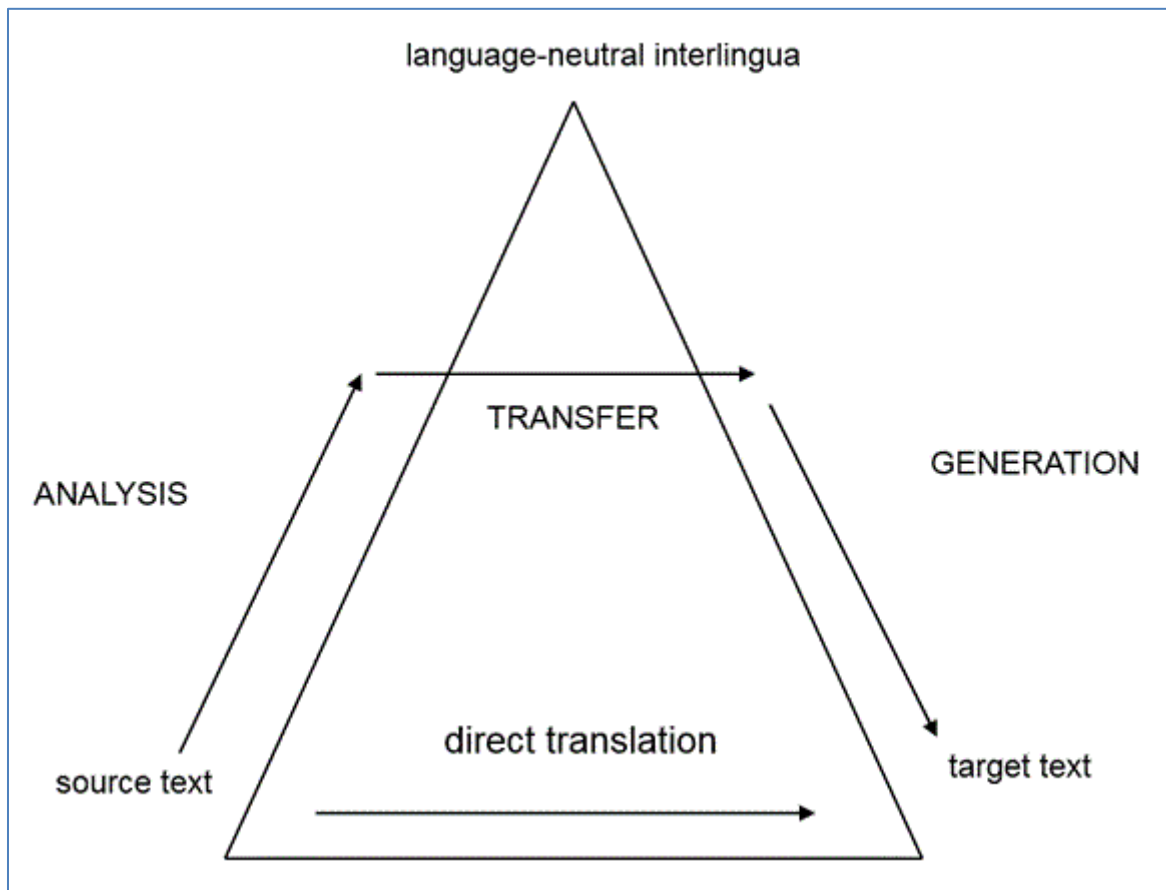 language-neutral interlingua
TRANSFER
GENERATION
ANALYSIS
direct translation
source text
target text